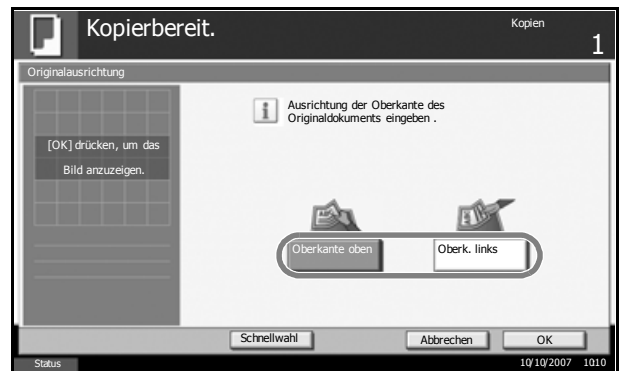 Kopierbereit.
Kopien
1
Originalausrichtung
[OK] drücken, um das
Bild anzuzeigen.
Ausrichtung der Oberkante des
Originaldokuments eingeben .
Oberkante oben
Oberk. links
Schnellwahl
Abbrechen
OK
Status
10/10/2007 1010